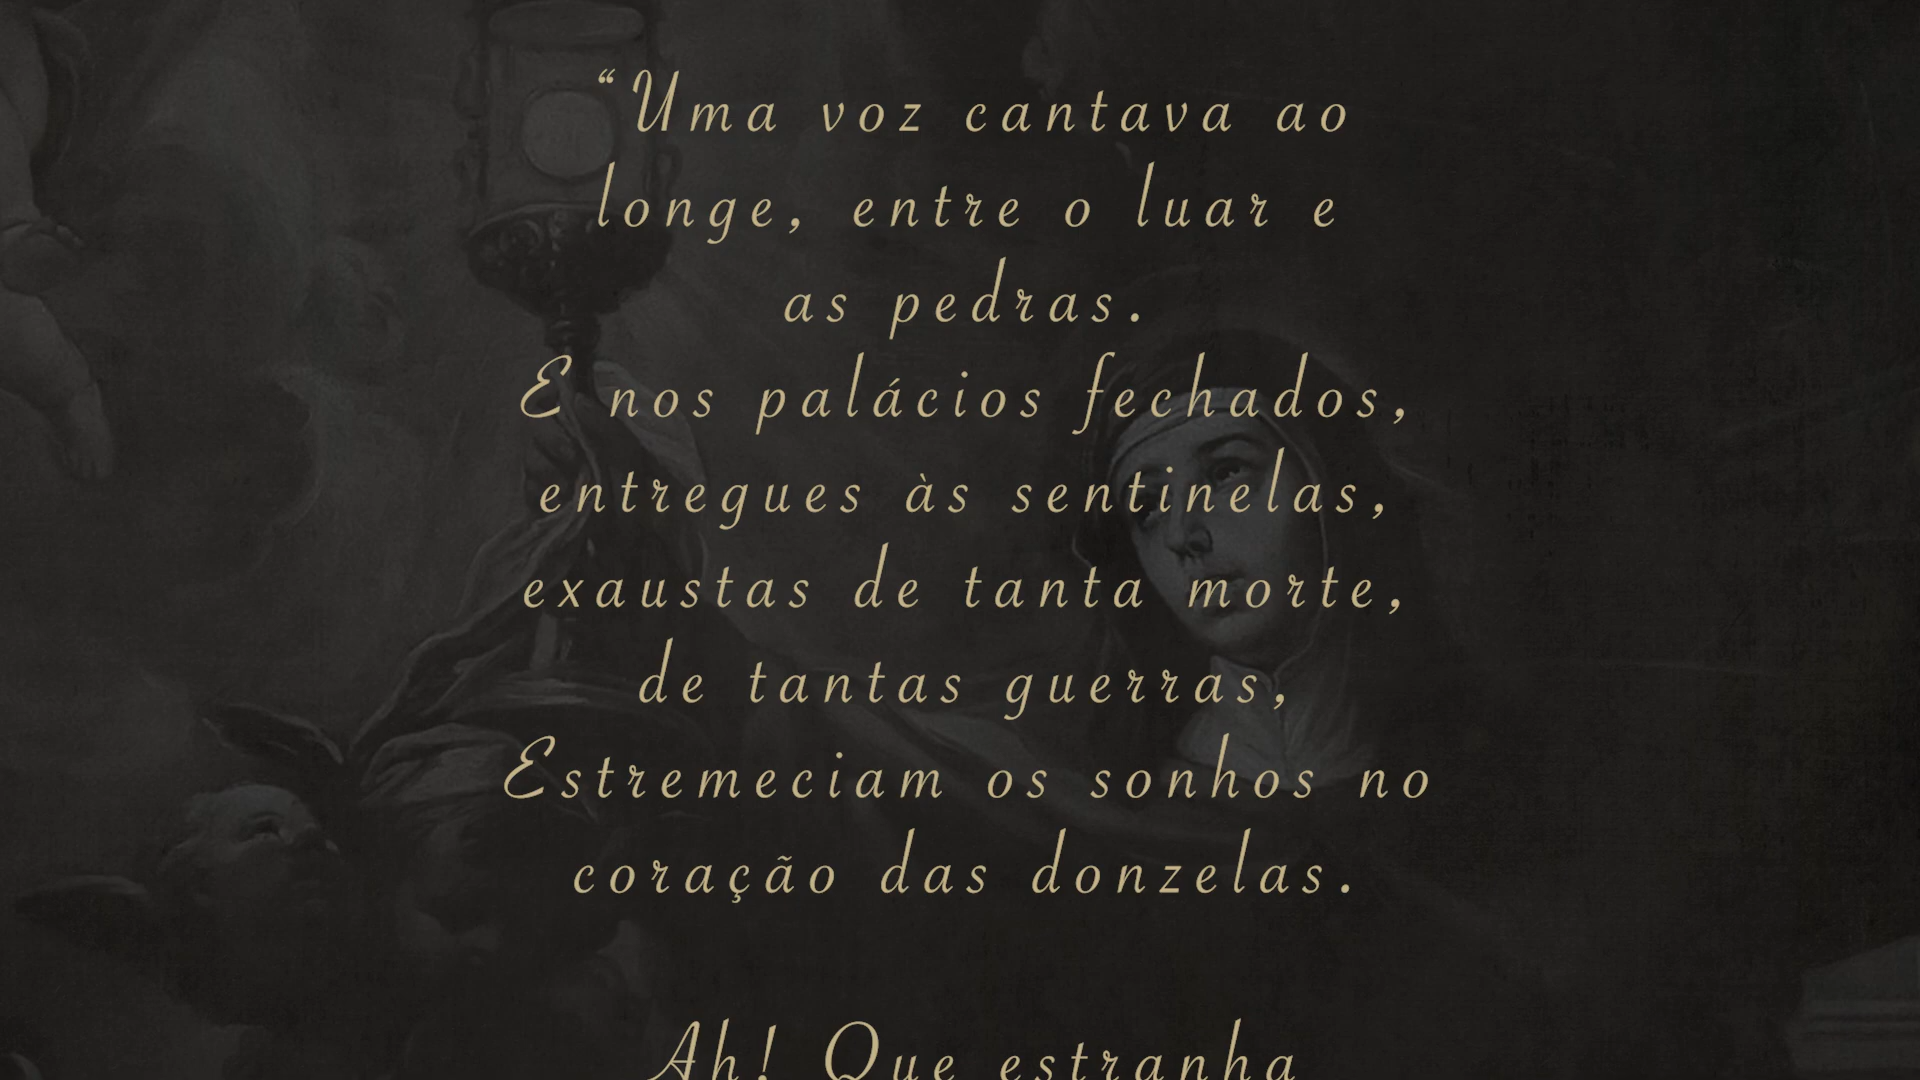 “Uma voz cantava ao
longe, entre o luar e
as pedras.
E nos palácios fechados,
entregues às sentinelas,
exaustas de tanta morte,
de tantas guerras,
Estremeciam os sonhos no
coração das donzelas.
Ah! Que estranha